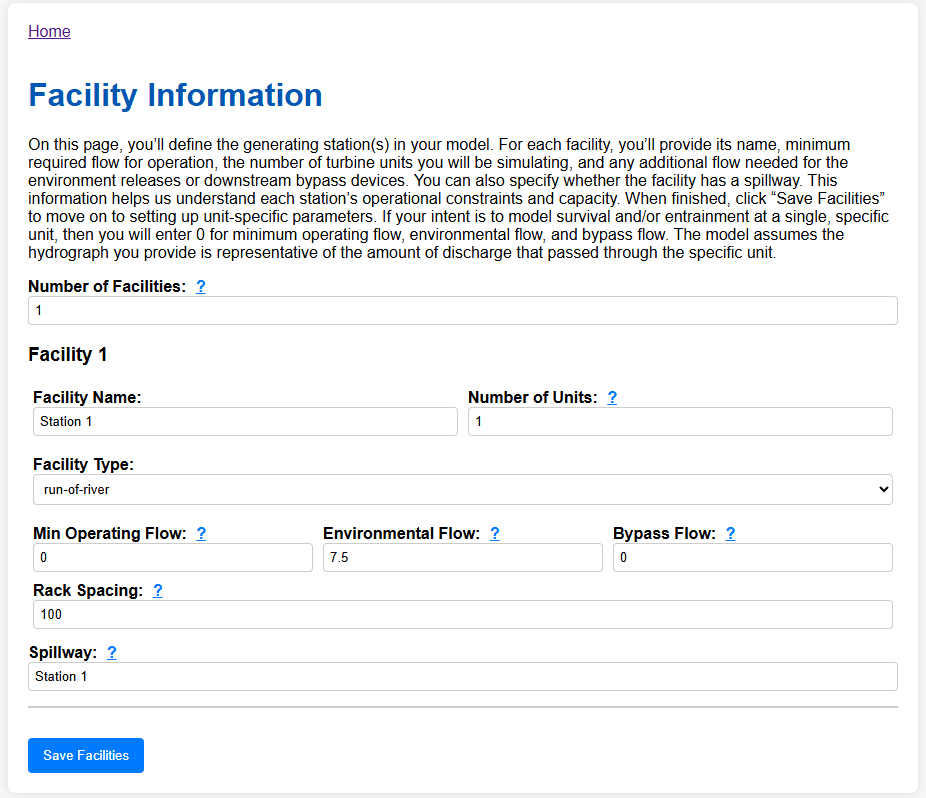 Home
Facility Information
On this page, you’ll define the generating station(s) in your model. For each facility, you’ll provide its name, minimum
required flow for operation, the number of turbine units you will be simulating, and any additional flow needed for the
environment releases or downstream bypass devices. You can also specify whether the facility has a spillway. This
information helps us understand each station’s operational constraints and capacity. When finished, click “Save Facilities”
to move on to setting up unit-specific parameters. If your intent is to model survival and/or entrainment at a single, specific
unit, then you will enter 0 for minimum operating flow, environmental flow, and bypass flow. The model assumes the
hydrograph you provide is representative of the amount of discharge that passed through the specific unit.
Number of Facilities: ?
1
Facility 1
Facility Name: Number of Units: ?
Station 1 1
Facility Type:
run-of-river
Min Operating Flow: ? Environmental Flow: ? Bypass Flow: ?
0 7.5 0
Rack Spacing: ?
100
Spillway: ?
Station 1
Save Facilities